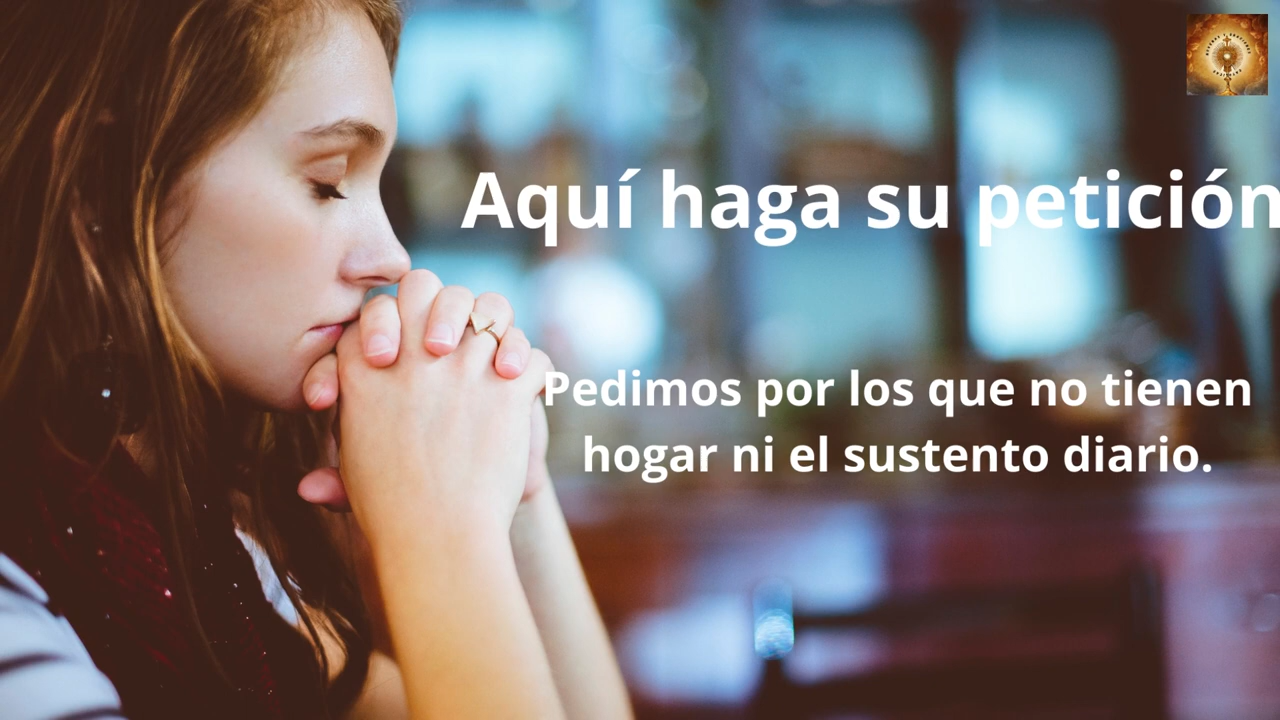 Aquí haga su petición
Pedimos por los que no tienen
hogar ni el sustento diario.